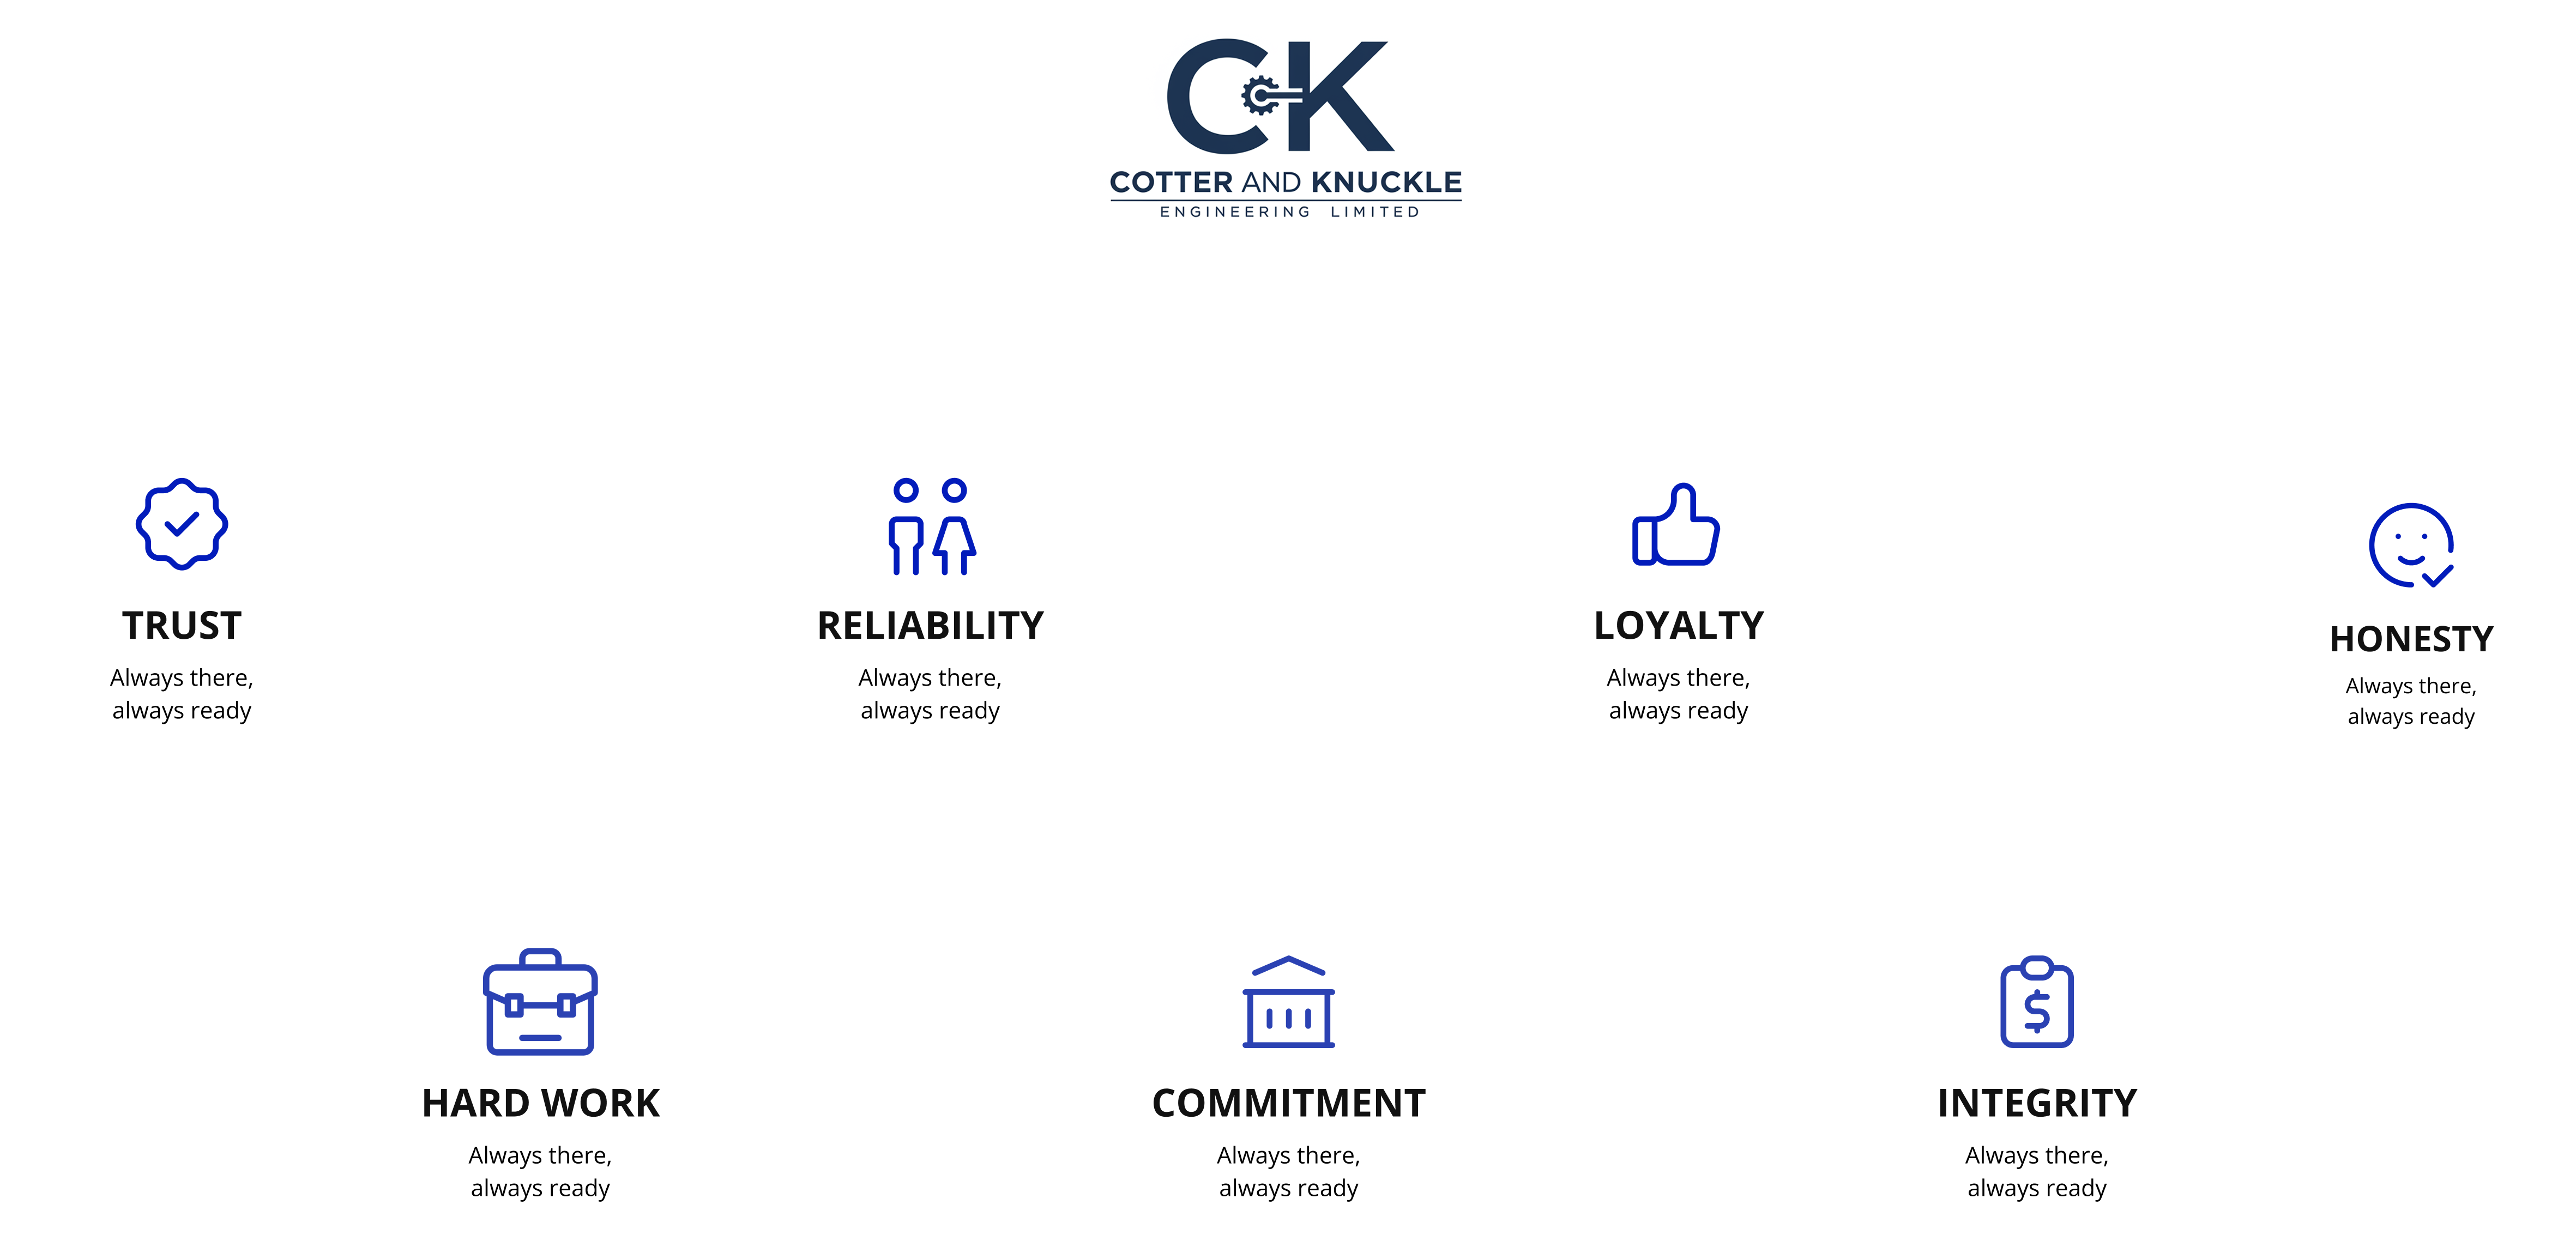 CK
COTTER AND KNUCKLE
ENGINEERING LIMITED
TRUST
Always there,
always ready
RELIABILITY
Always there,
always ready
LOYALTY
Always there,
always ready
HONESTY
Always there,
always ready
HARD WORK
Always there,
always ready
COMMITMENT
Always there,
always ready
$
INTEGRITY
Always there,
always ready